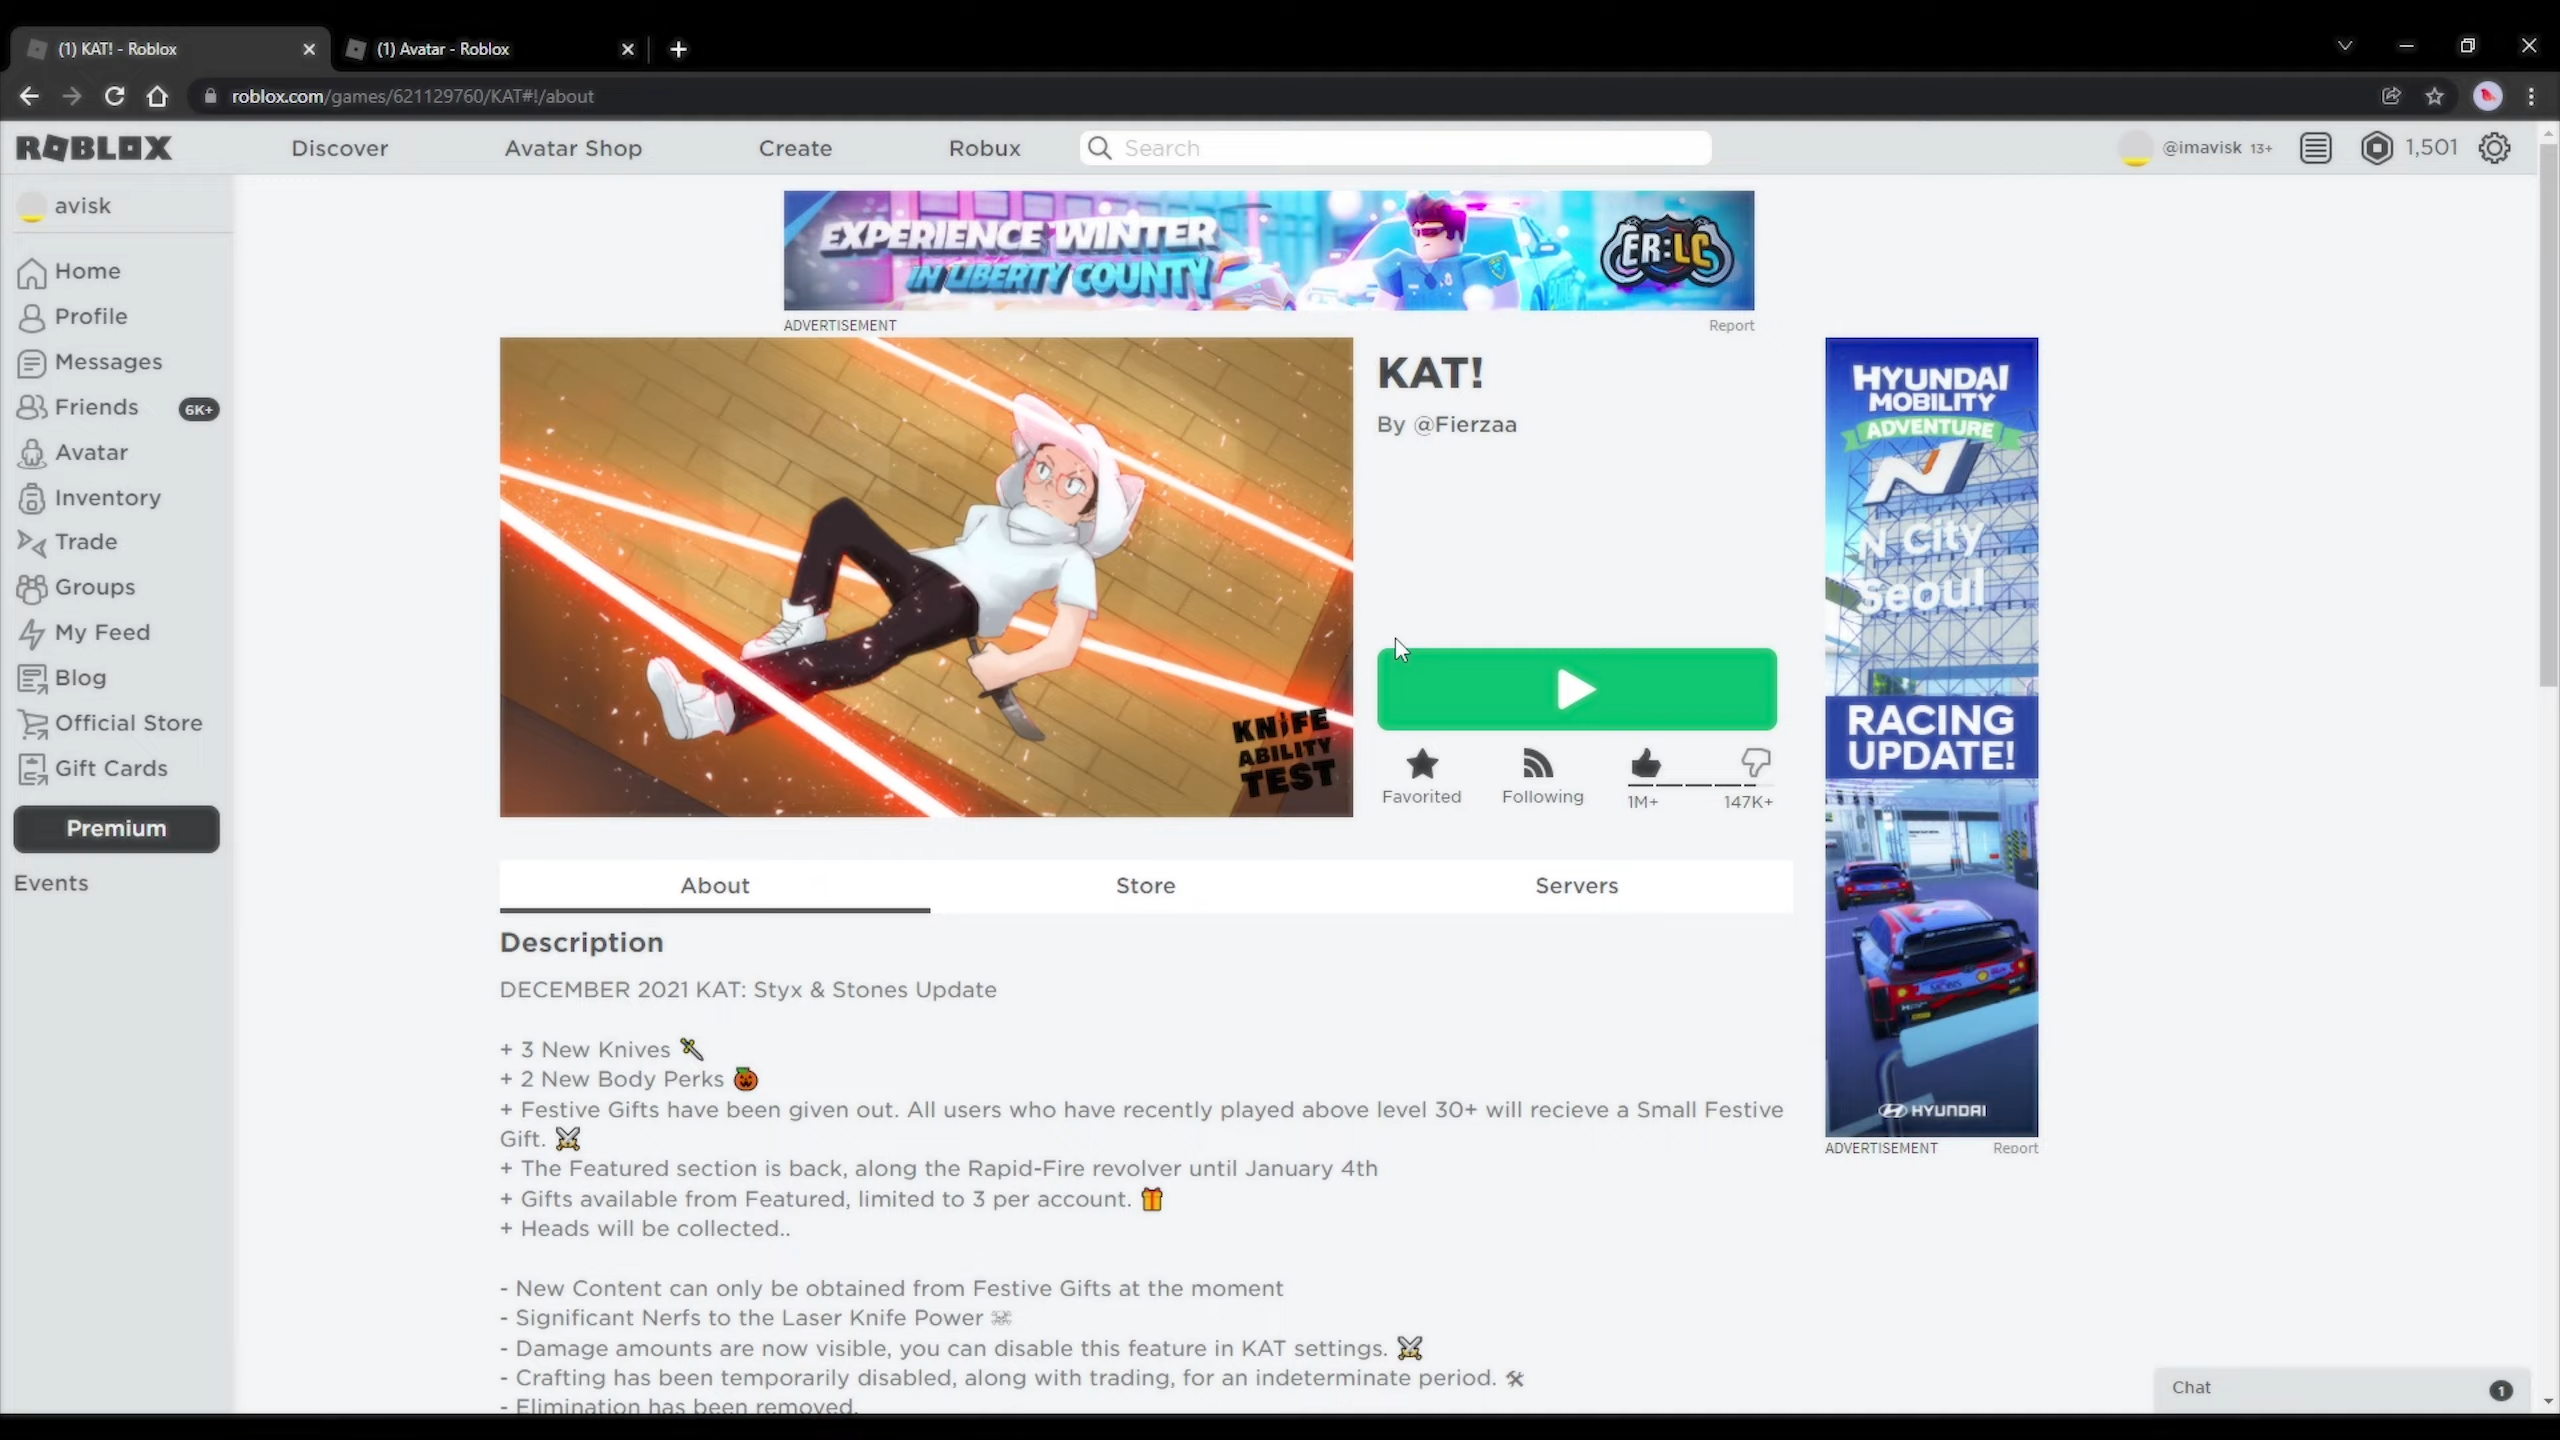 (1) KAT! - Roblox
(1) Avatar - Roblox
roblox.com/games/621129760/KAT#!/about
ROBLOX
Discover
Avatar Shop
Create
Robux
Search
@imavisk 13+
1,501
avisk
Home
Profile
Messages
Friends
6K+
Avatar
Inventory
Trade
Groups
My Feed
Blog
Official Store
Gift Cards
Premium
Events
EXPERIENCE WINTER
IN LIBERTY COUNTY
ER:LC
ADVERTISEMENT
Report
KNIFE
ABILITY
TEST
KAT!
By @Fierzaa
Favorited
Following
1M+
147K+
HYUNDAI
MOBILITY
ADVENTURE
N
N City
Seoul
RACING
UPDATE!
HYUNDAI
ADVERTISEMENT
Report
About
Store
Servers
Description
DECEMBER 2021 KAT: Styx & Stones Update
+ 3 New Knives 🗡
+ 2 New Body Perks 🎃
+ Festive Gifts have been given out. All users who have recently played above level 30+ will recieve a Small Festive
Gift. ⚔
+ The Featured section is back, along the Rapid-Fire revolver until January 4th
+ Gifts available from Featured, limited to 3 per account. 🎁
+ Heads will be collected..
- New Content can only be obtained from Festive Gifts at the moment
- Significant Nerfs to the Laser Knife Power ☠
- Damage amounts are now visible, you can disable this feature in KAT settings. ⚔
- Crafting has been temporarily disabled, along with trading, for an indeterminate period. 🛠
- Elimination has been removed.
Chat
1